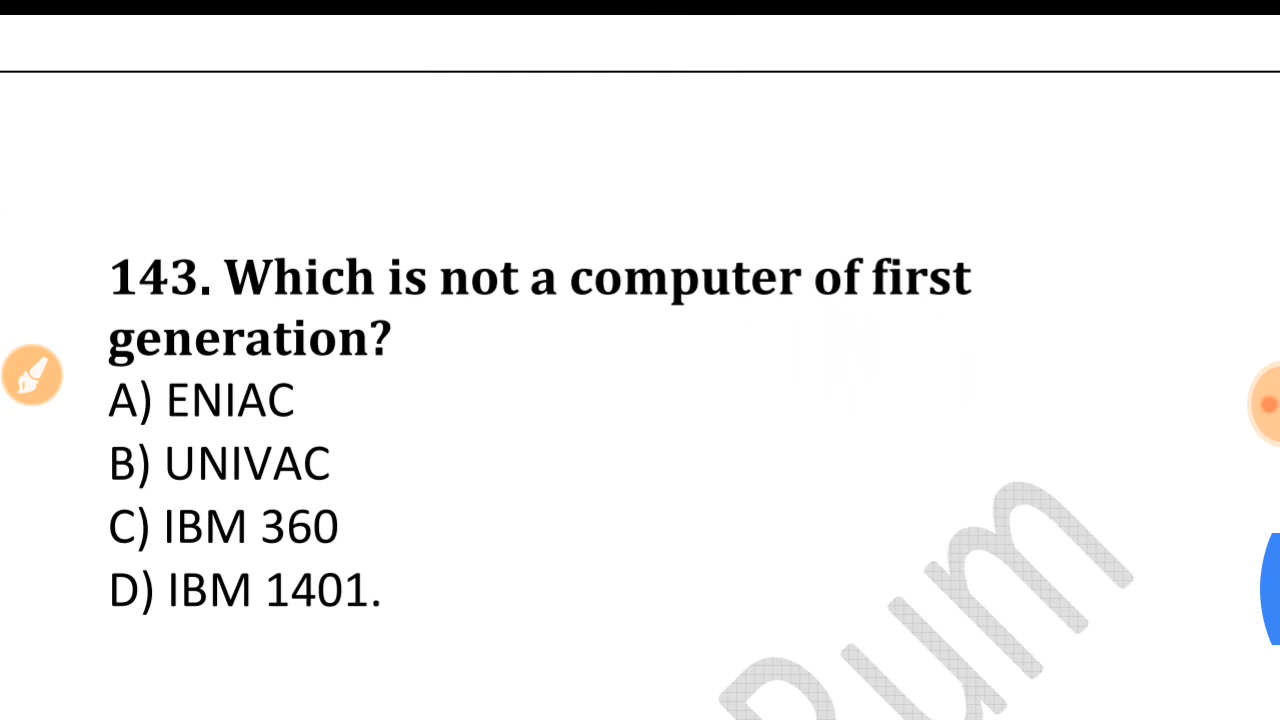 143. Which is not a computer of first
generation?
A) ENIAC
B) UNIVAC
C) IBM 360
D) IBM 1401.